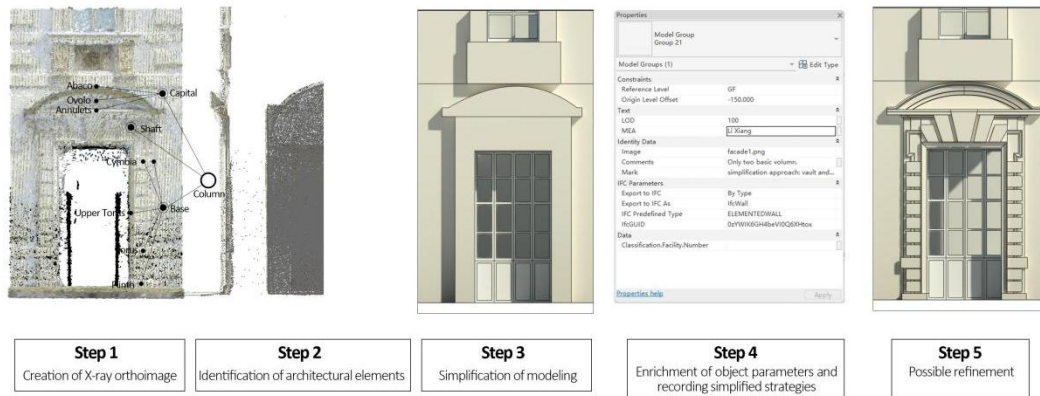 Abaco
Ovolo
Annulets
Capital
Shaft
Cymbia
Column
Upper Torus
Base
Torus
Plinth
Properties
Model Group
Group 21
Model Groups (1)
Edit Type
Constraints
Reference Level GF
Origin Level Offset -150.000
Text
LOD 100
MEA Li Xiang
Identity Data
Image facade1.png
Comments Only two basic volumn.
Mark simplification approach: vault and...
IFC Parameters
Export to IFC By Type
Export to IFC As IfcWall
IFC Predefined Type ELEMENTEDWALL
IfcGUID 0zYWIK6GH4beVI0Q6XHtox
Data
Classification.Facility.Number
Properties help
Apply
Step 1
Creation of X-ray orthoimage
Step 2
Identification of architectural elements
Step 3
Simplification of modeling
Step 4
Enrichment of object parameters and
recording simplified strategies
Step 5
Possible refinement